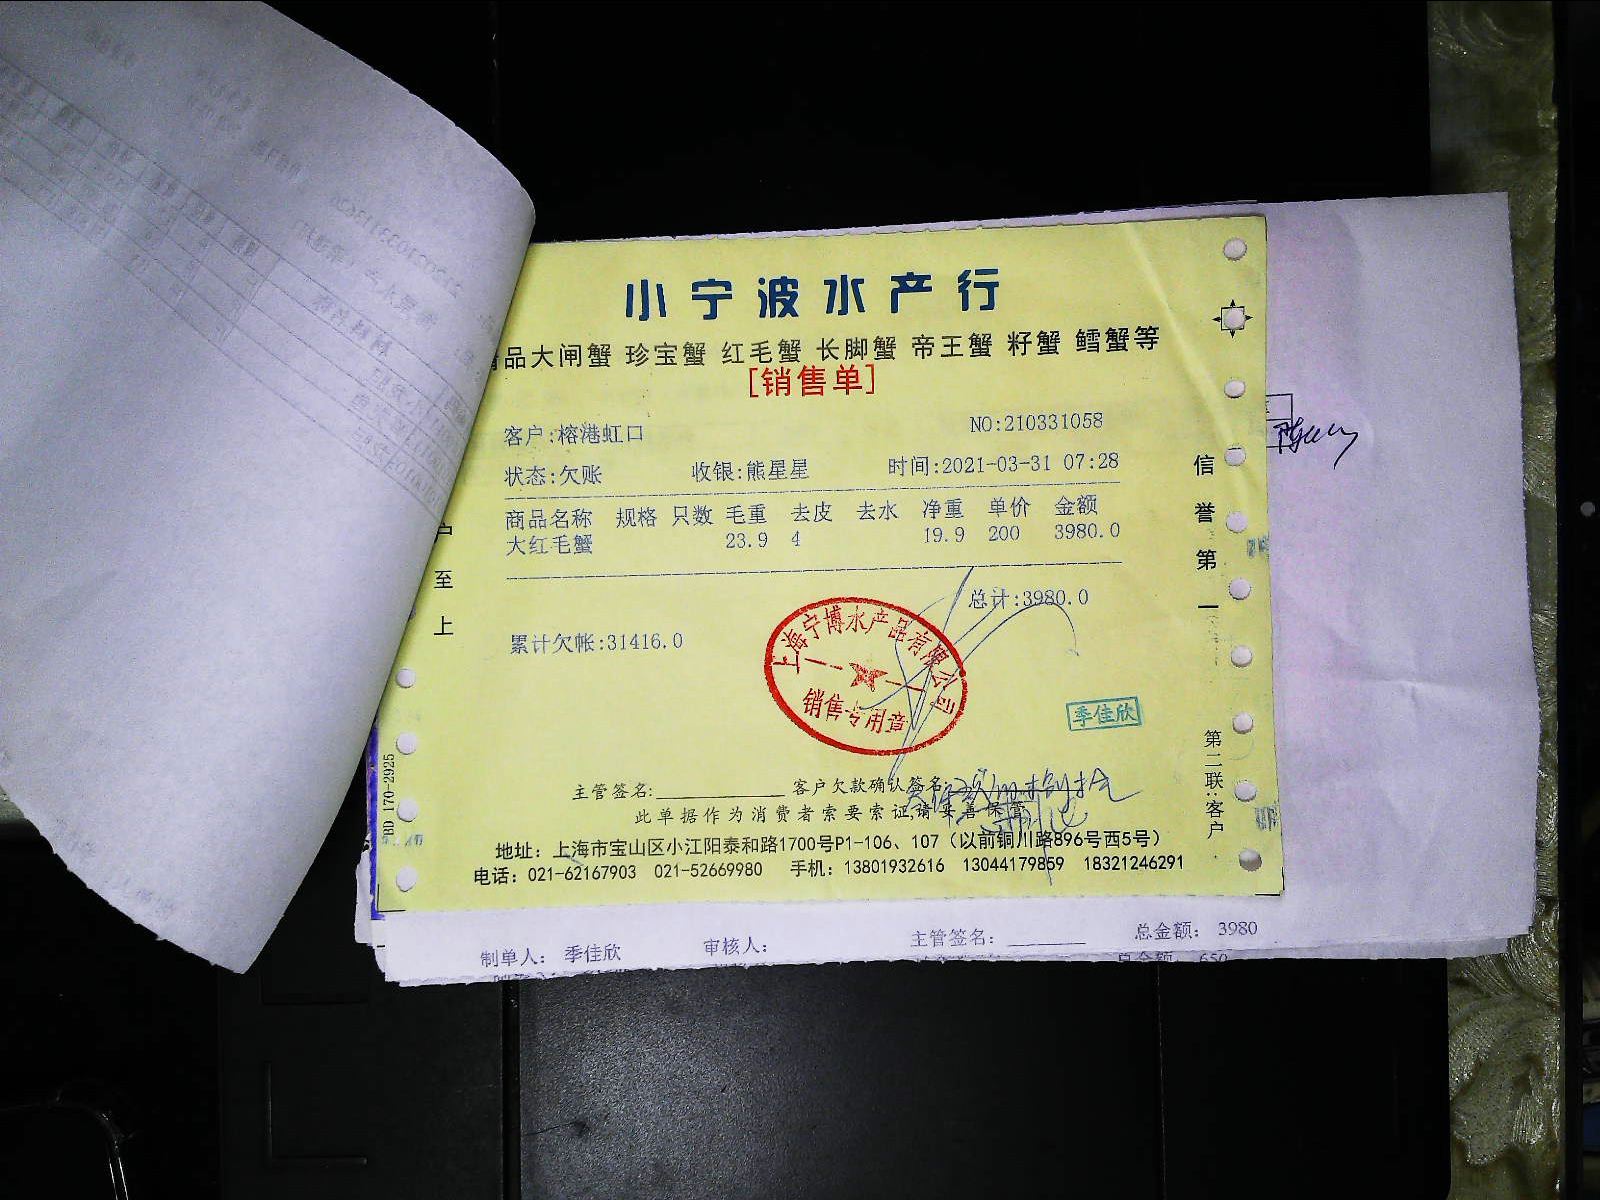 小宁波水产行
品大闸蟹 珍宝蟹 红毛蟹 长脚蟹 帝王蟹 籽蟹 鳕蟹等
[销售单]
客户:榕港虹口 NO:210331058
状态:欠账 收银:熊星星 时间:2021-03-31 07:28
商品名称 规格 只数 毛重 去皮 去水 净重 单价 金额
大红毛蟹 23.9 4 19.9 200 3980.0
总计:3980.0
累计欠帐:31416.0
上海宁博水产品有限公司
销售专用章
季佳欣
主管签名: 客户欠款确认签名:
此单据作为消费者索要索证,请妥善保管
地址：上海市宝山区小江阳泰和路1700号P1-106、107（以前铜川路896号西5号）
电话：021-62167903 021-52669980 手机：13801932616 13044179859 18321246291
户至上
信誉第一
第二联:客户
BD 170-2925
制单人： 季佳欣 审核人： 主管签名： 总金额： 3980
总金额 650